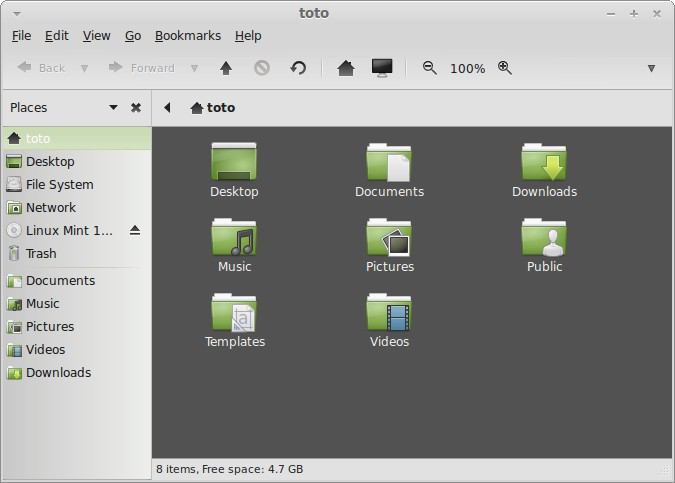 toto
File Edit View Go Bookmarks Help
Back Forward 100%
Places
toto
toto
Desktop
File System
Network
Linux Mint 1...
Trash
Documents
Music
Pictures
Videos
Downloads
Desktop Documents Downloads
Music Pictures Public
a
Templates Videos
8 items, Free space: 4.7 GB